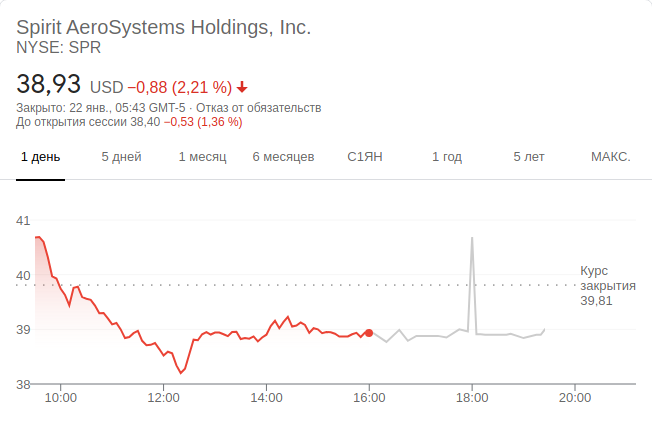 Spirit AeroSystems Holdings, Inc.
NYSE: SPR
38,93 USD −0,88 (2,21 %)
Закрыто: 22 янв., 05:43 GMT-5 · Отказ от обязательств
До открытия сессии 38,40 −0,53 (1,36 %)
1 день 5 дней 1 месяц 6 месяцев С1ЯН 1 год 5 лет МАКС.
41
40
39
38
Курс
закрытия
39,81
10:00 12:00 14:00 16:00 18:00 20:00